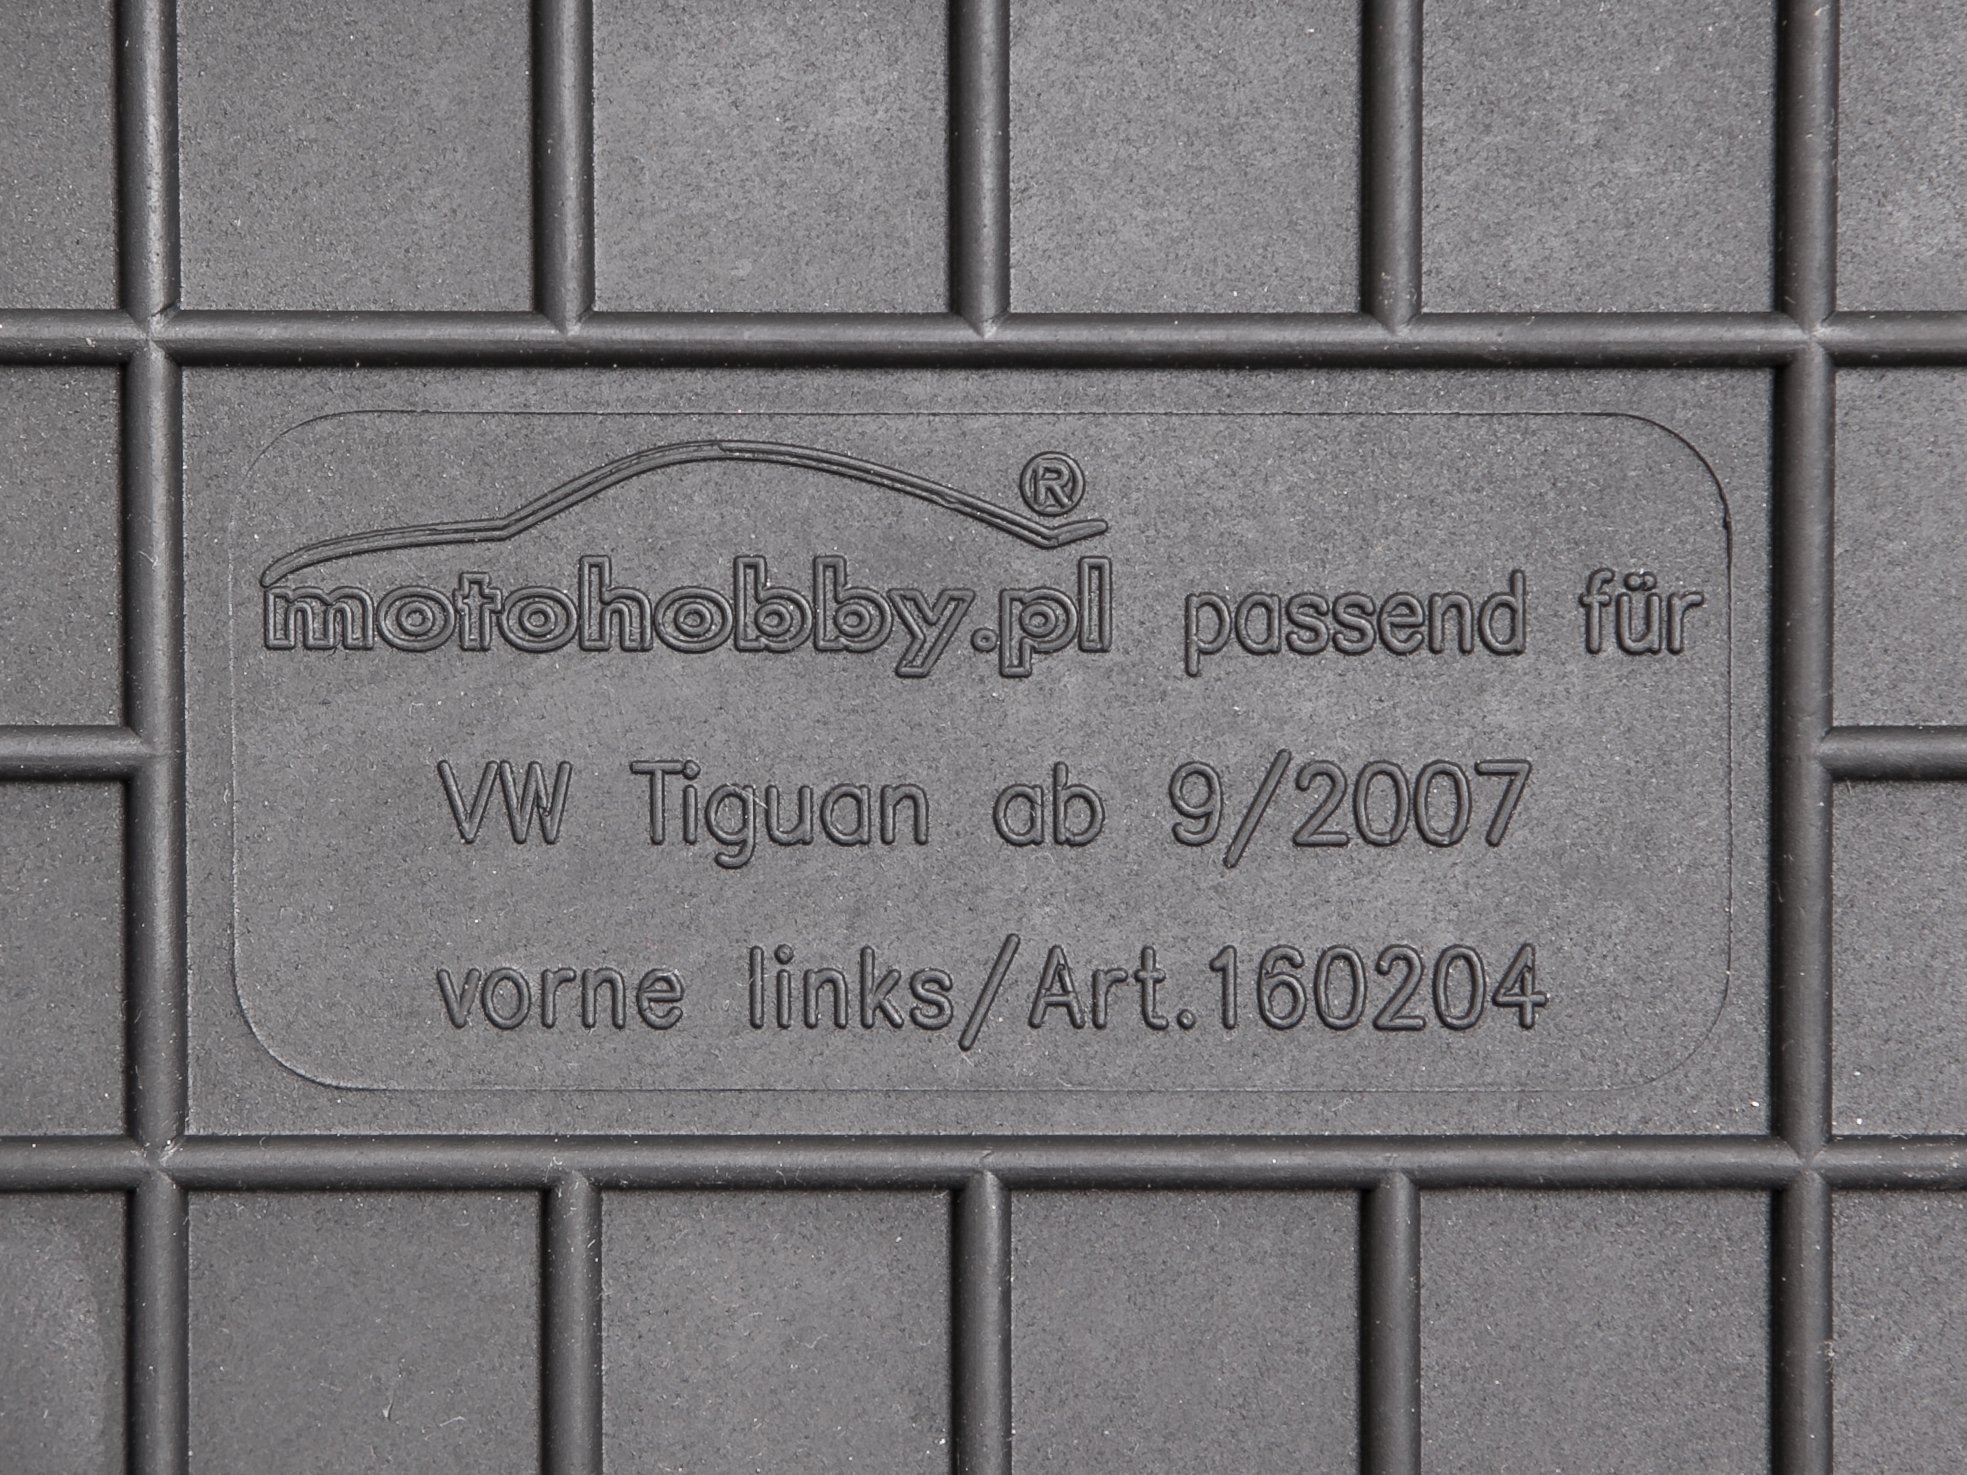 motohobby.pl® passend für
VW Tiguan ab 9/2007
vorne links/Art.160204